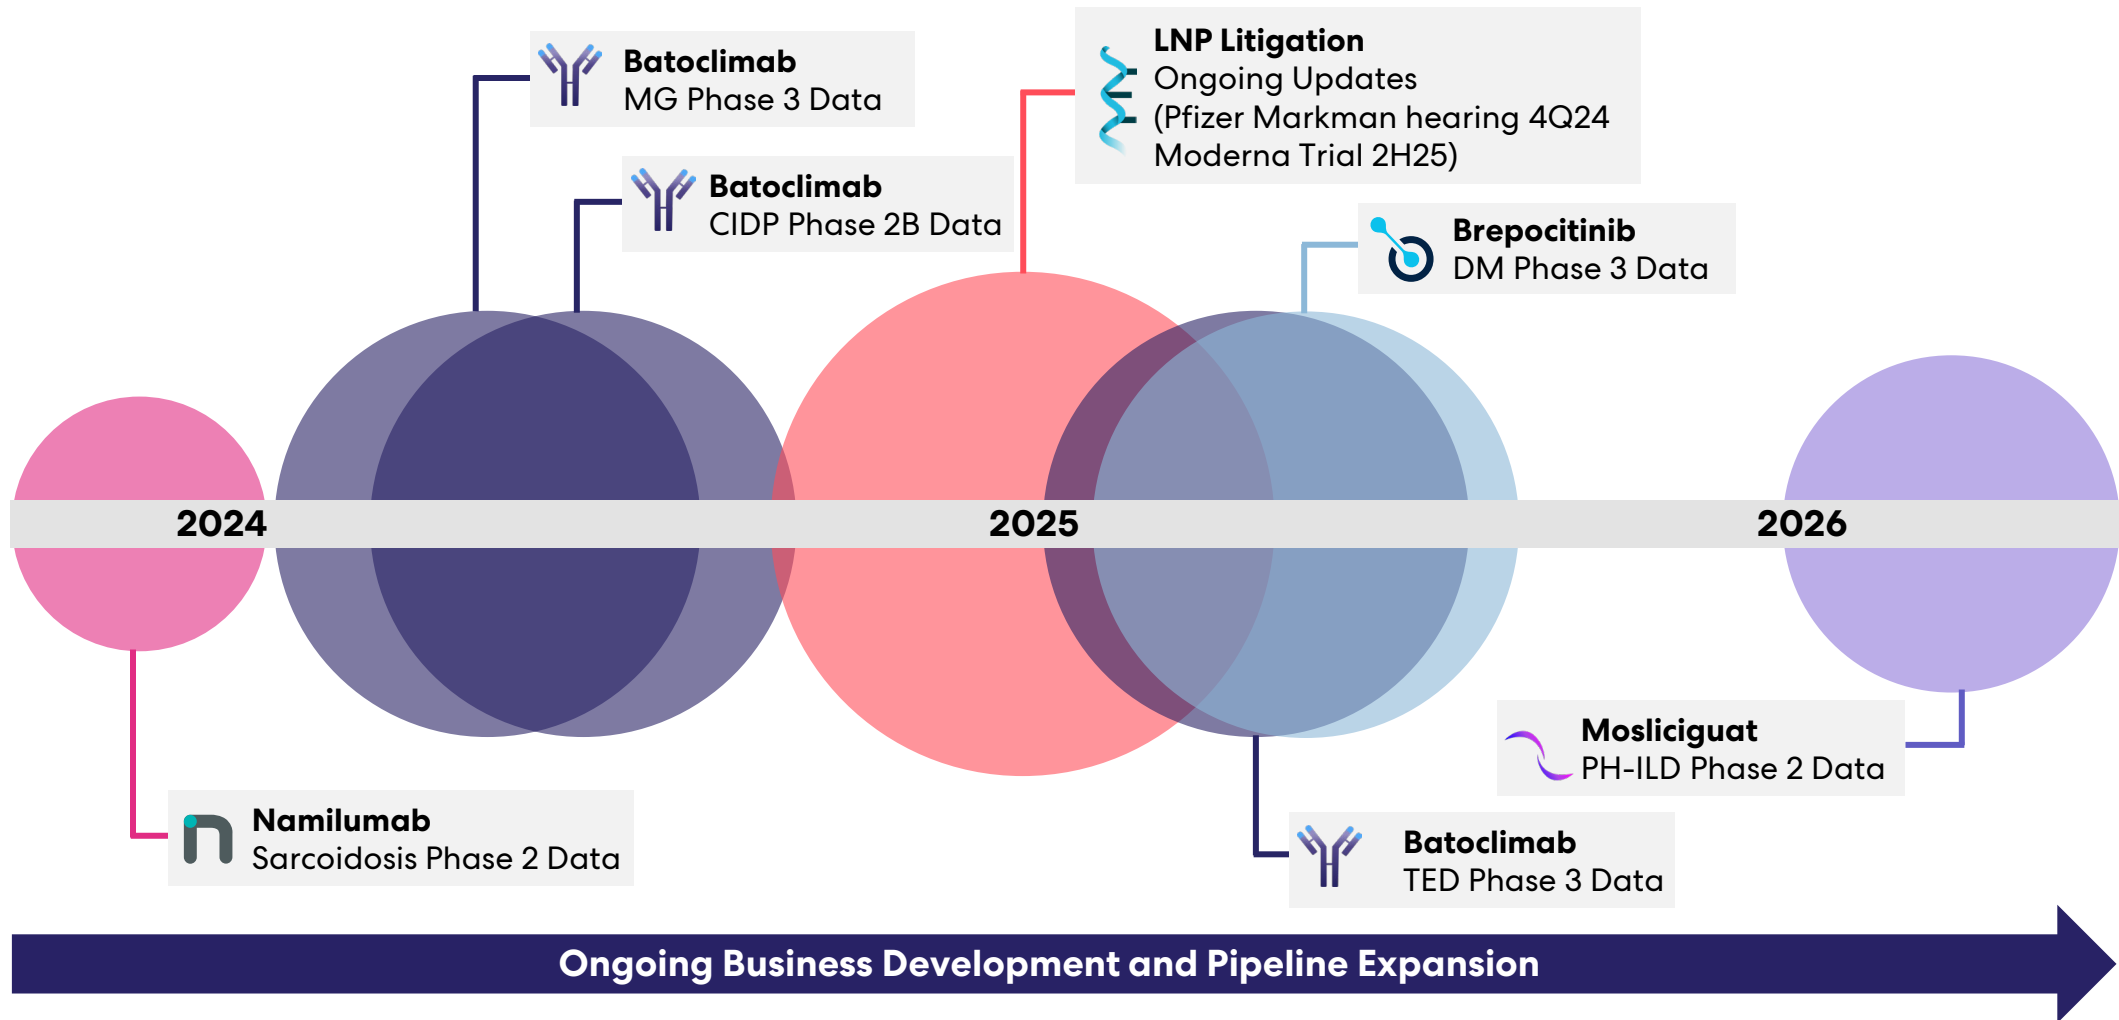 Batoclimab
MG Phase 3 Data
Batoclimab
CIDP Phase 2B Data
LNP Litigation
Ongoing Updates
(Pfizer Markman hearing 4Q24
Moderna Trial 2H25)
Brepocitinib
DM Phase 3 Data
2024
2025
2026
Namilumab
Sarcoidosis Phase 2 Data
Mosliciguat
PH-ILD Phase 2 Data
Batoclimab
TED Phase 3 Data
Ongoing Business Development and Pipeline Expansion